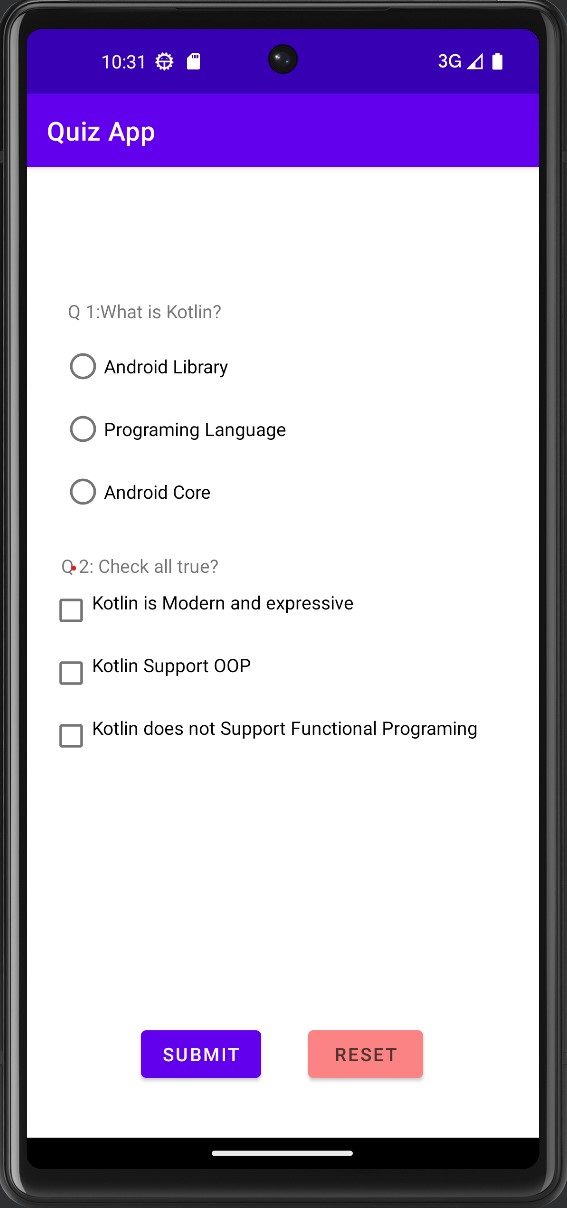 10:31 3G
Quiz App
Q 1:What is Kotlin?
Android Library
Programing Language
Android Core
Q 2: Check all true?
Kotlin is Modern and expressive
Kotlin Support OOP
Kotlin does not Support Functional Programing
SUBMIT RESET